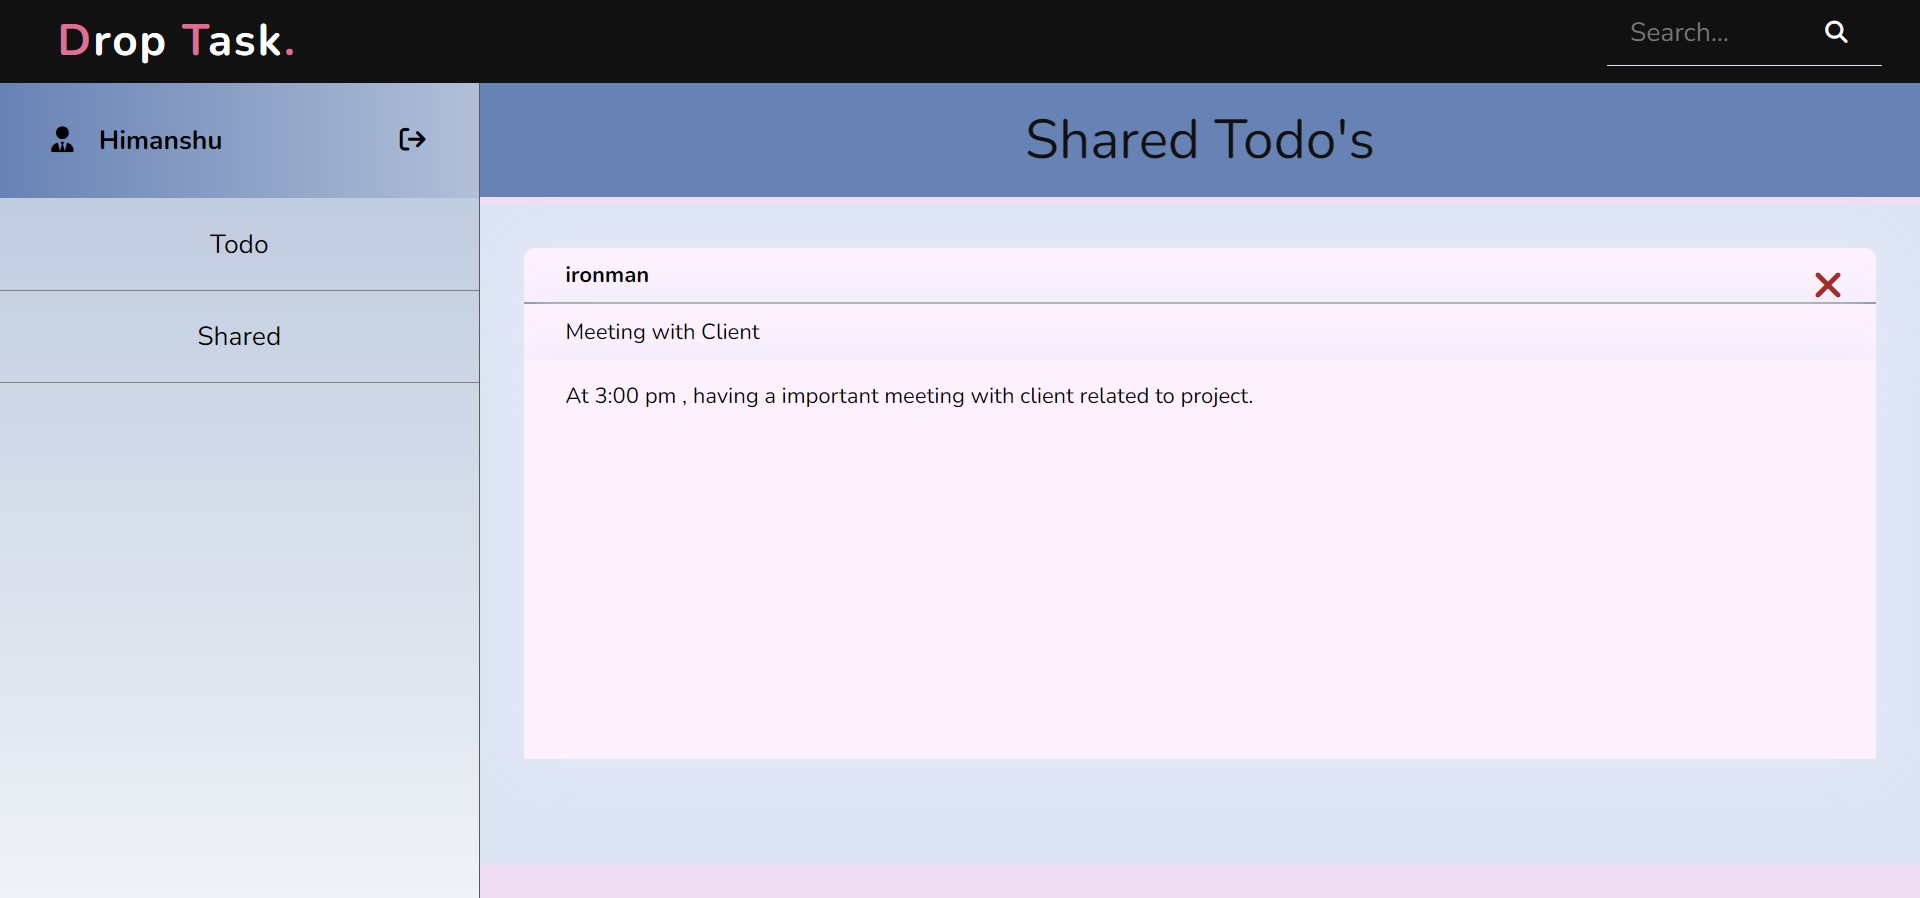 Drop Task.
Search...
Himanshu
Shared Todo's
Todo
Shared
ironman
Meeting with Client
At 3:00 pm , having a important meeting with client related to project.